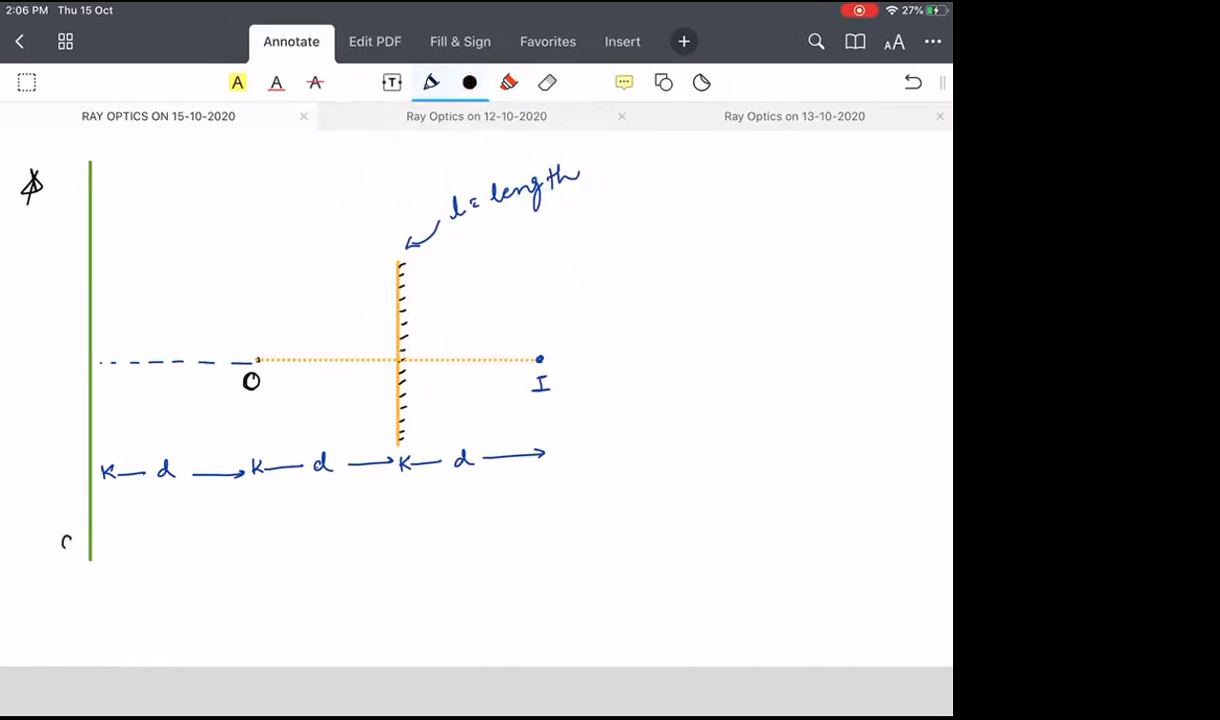 2:06 PM Thu 15 Oct 27%
Annotate Edit PDF Fill & Sign Favorites Insert
A A A T
RAY OPTICS ON 15-10-2020 Ray Optics on 12-10-2020 Ray Optics on 13-10-2020
l = length
O
I
d d d